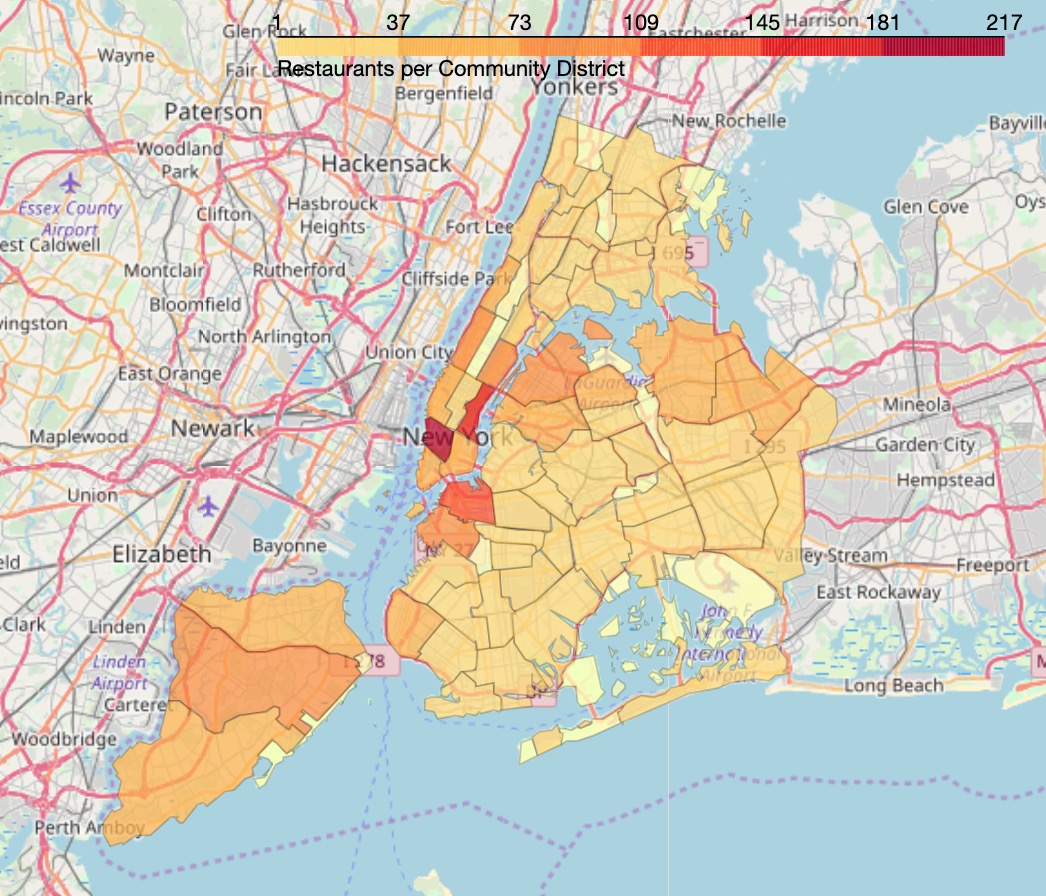 1 37 73 109 145 181 217
Restaurants per Community District
Glen Rock
Harrison
Eastchester
Wayne
Fair
Lincoln Park
Bergenfield
Yonkers
Paterson
New Rochelle
Bayville
Woodland
Park
Hackensack
Essex County
Airport
Hasbrouck
Heights
Clifton
Fort Lee
Glen Cove
Oys
est Caldwell
695
Montclair
Rutherford
Cliffside Park
Bloomfield
vingston
North Arlington
Union City
East Orange
LaGuardia
Airport
Mineola
Maplewood
Newark
New York
I 295
Garden City
Hempstead
Union
Elizabeth
Bayonne
Valley Stream
Freeport
East Rockaway
Clark
Linden
John F.
Kennedy
International
Airport
Linden
Airport
I 278
Long Beach
M
Carteret
Woodbridge
Perth Amboy